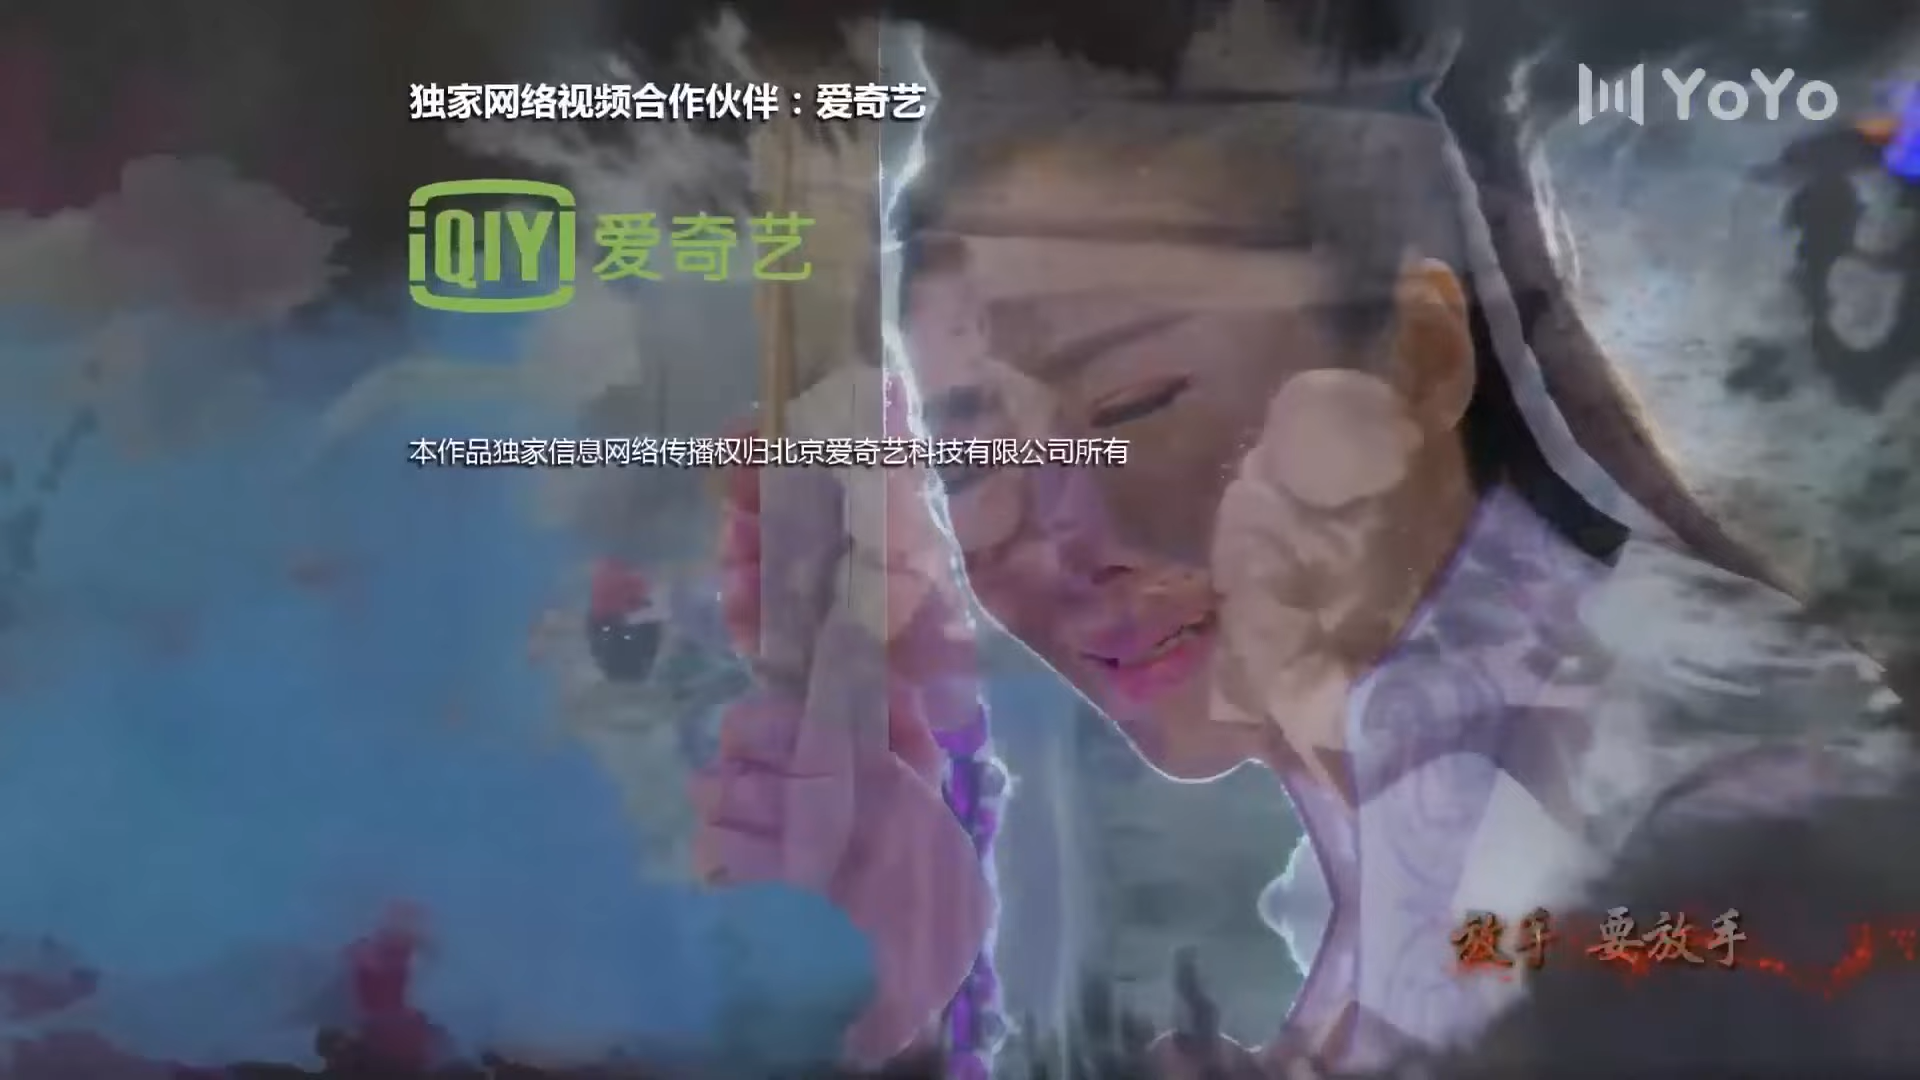 独家网络视频合作伙伴：爱奇艺
YoYo
iQIYI 爱奇艺
本作品独家信息网络传播权归北京爱奇艺科技有限公司所有
放手 要放手